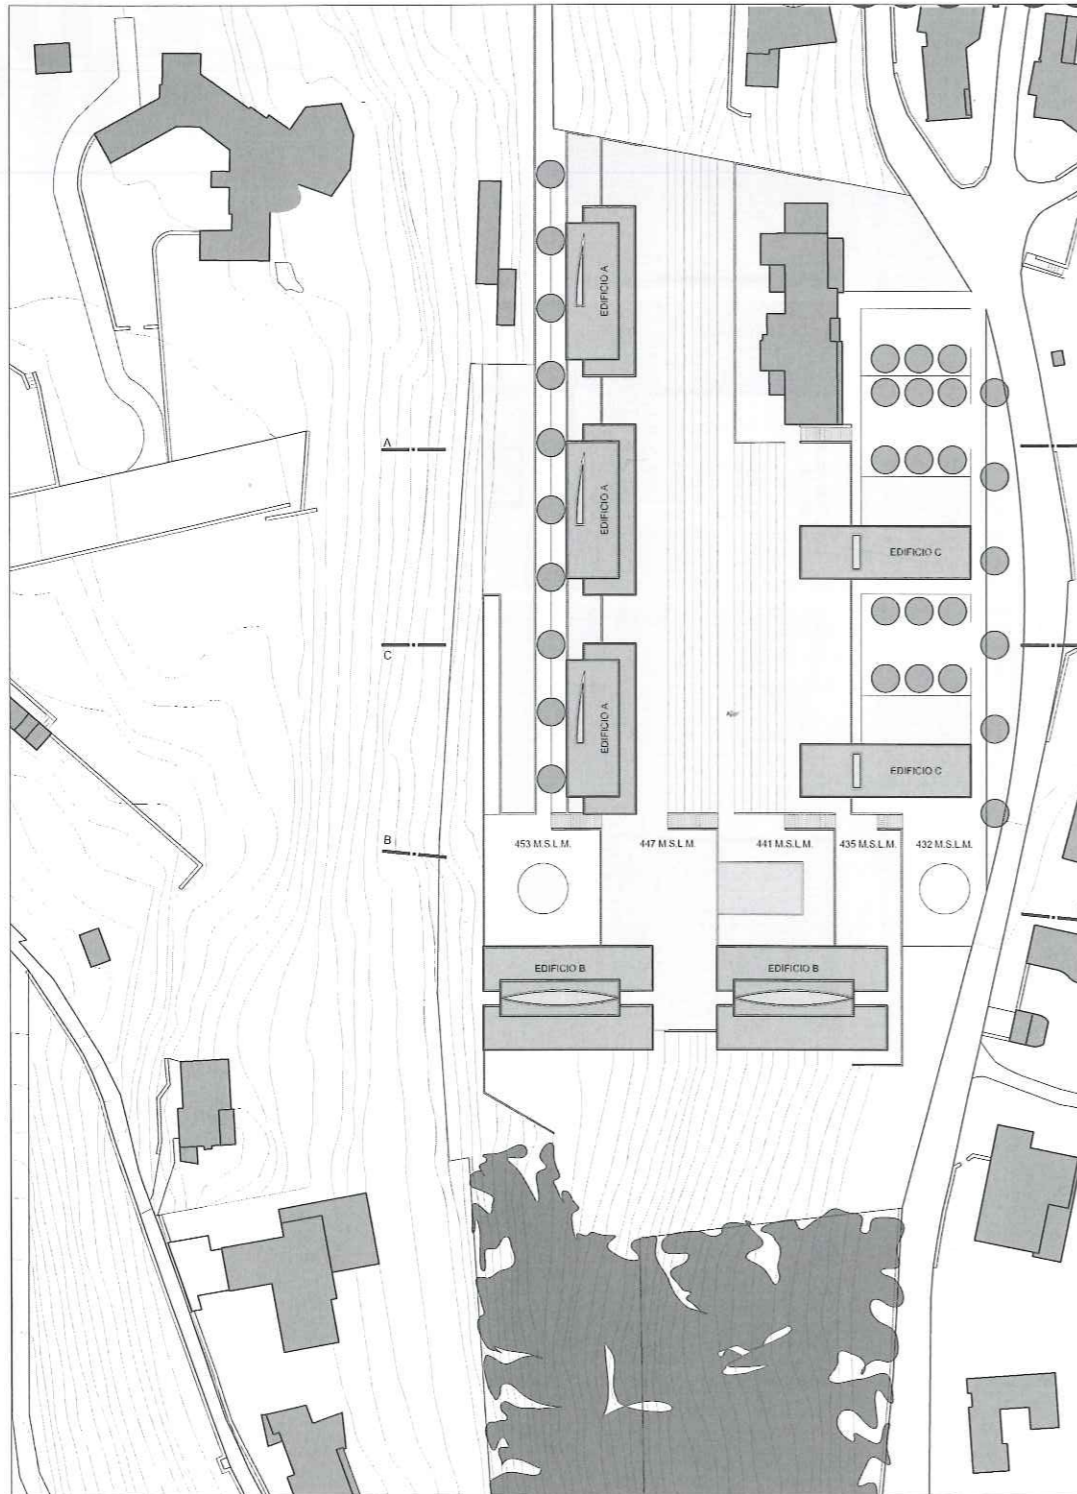 EDIFICIO A
A
EDIFICIO A
EDIFICIO C
C
EDIFICIO A
EDIFICIO C
B
453 M.S.L.M. 447 M.S.L.M. 441 M.S.L.M. 435 M.S.L.M. 432 M.S.L.M.
EDIFICIO B EDIFICIO B